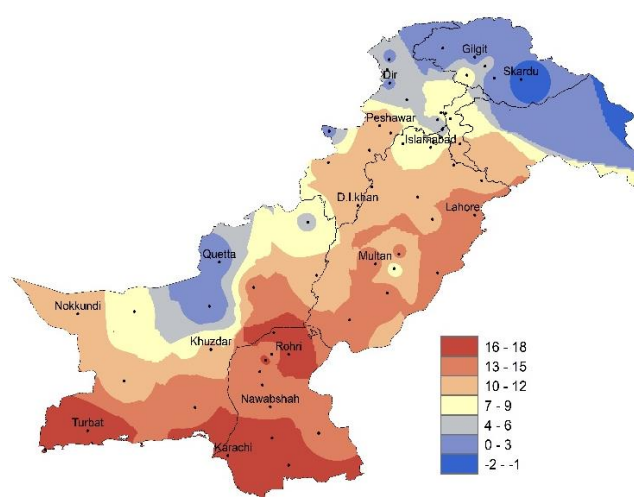 Gilgit
Dir
Skardu
Peshawar
Islamabad
D.I.khan
Lahore
Multan
Quetta
Nokkundi
Khuzdar
Rohri
Nawabshah
Turbat
Karachi
16 - 18
13 - 15
10 - 12
7 - 9
4 - 6
0 - 3
-2 - -1